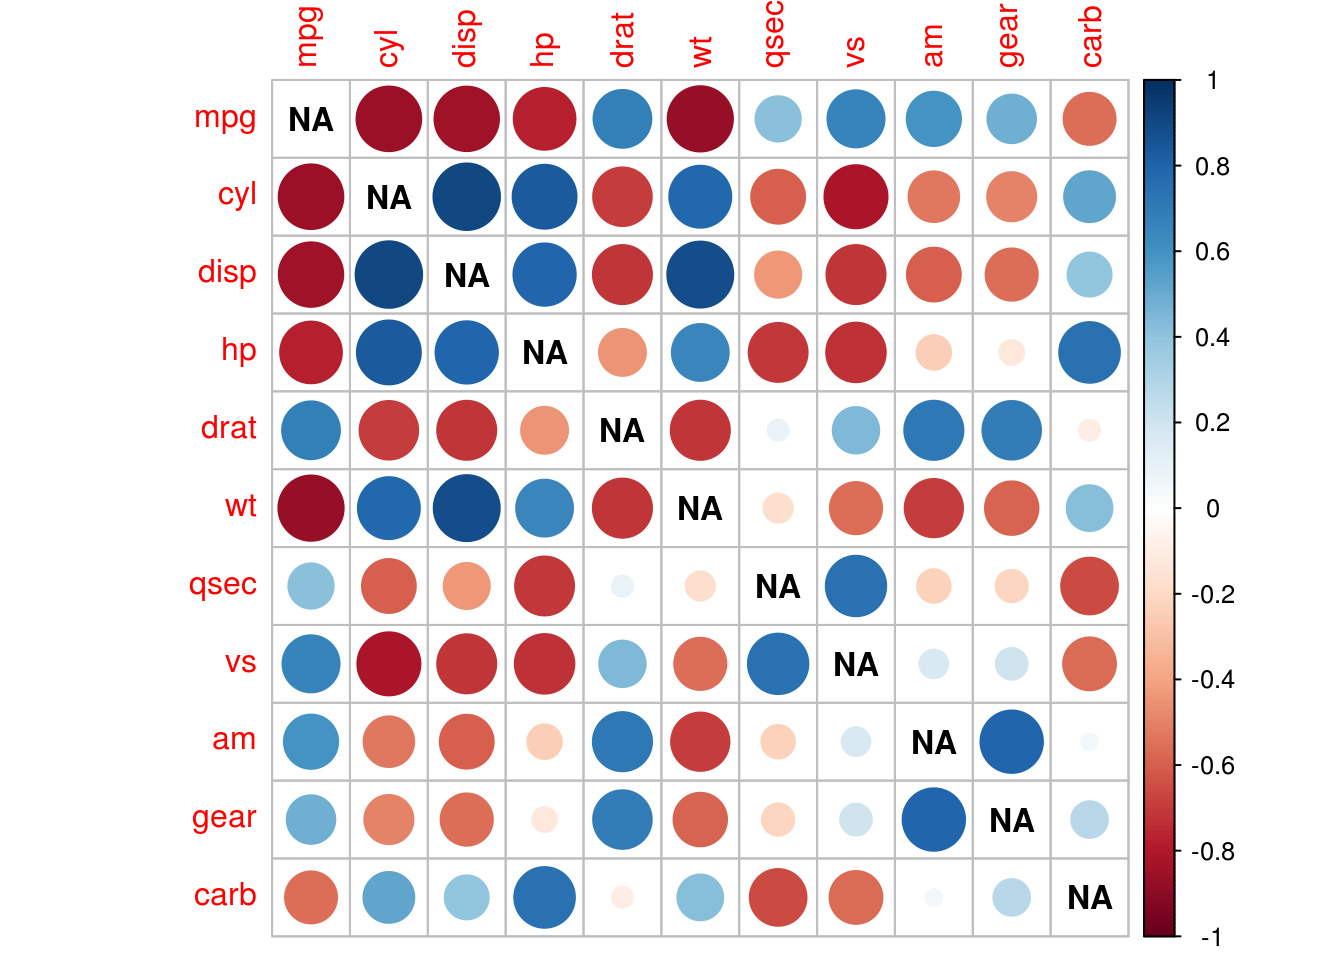 mpg cyl disp hp drat wt qsec vs am gear carb
mpg NA
cyl NA
disp NA
hp NA
drat NA
wt NA
qsec NA
vs NA
am NA
gear NA
carb NA
1
0.8
0.6
0.4
0.2
0
-0.2
-0.4
-0.6
-0.8
-1